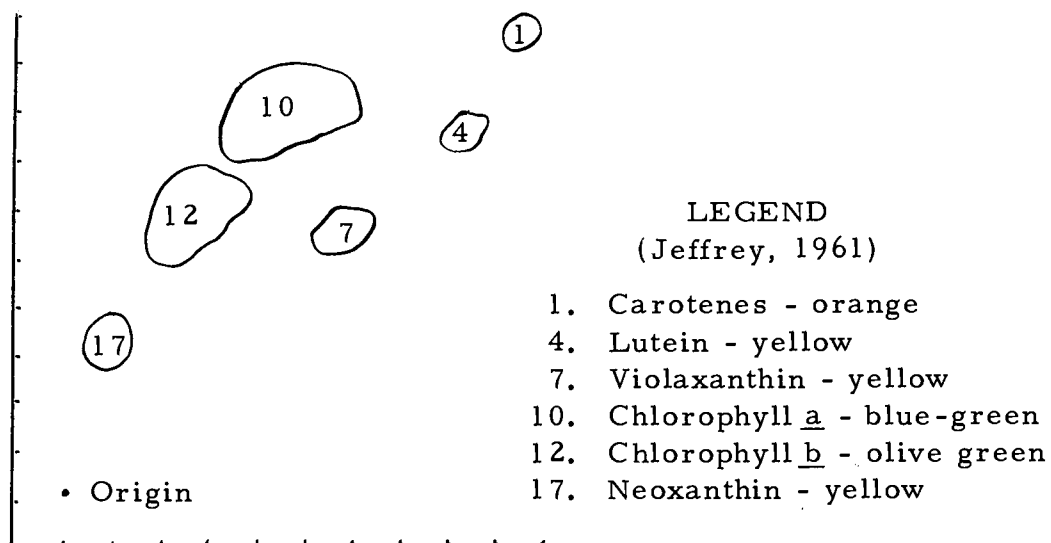 1
10
4
12
7
17
• Origin
LEGEND
(Jeffrey, 1961)
1. Carotenes - orange
4. Lutein - yellow
7. Violaxanthin - yellow
10. Chlorophyll a - blue-green
12. Chlorophyll b - olive green
17. Neoxanthin - yellow